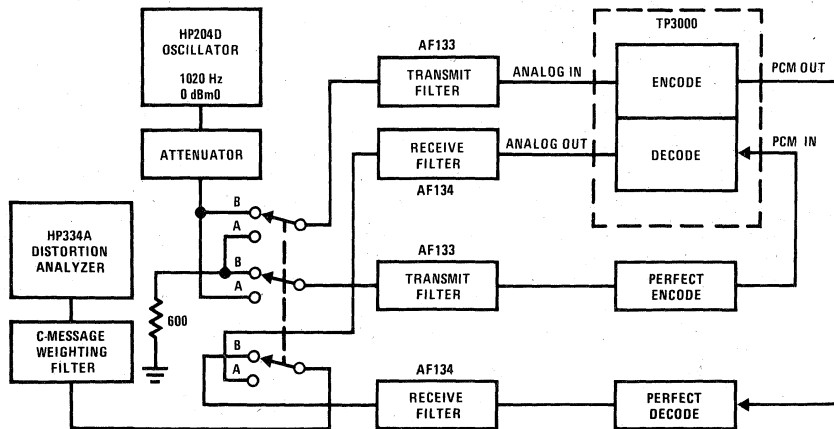 HP204D
OSCILLATOR
1020 Hz
0 dBm0
ATTENUATOR
HP334A
DISTORTION
ANALYZER
C-MESSAGE
WEIGHTING
FILTER
600
B
A
B
A
B
A
AF133
TRANSMIT
FILTER
ANALOG IN
RECEIVE
FILTER
AF134
ANALOG OUT
TP3000
ENCODE
DECODE
PCM OUT
PCM IN
AF133
TRANSMIT
FILTER
PERFECT
ENCODE
AF134
RECEIVE
FILTER
PERFECT
DECODE